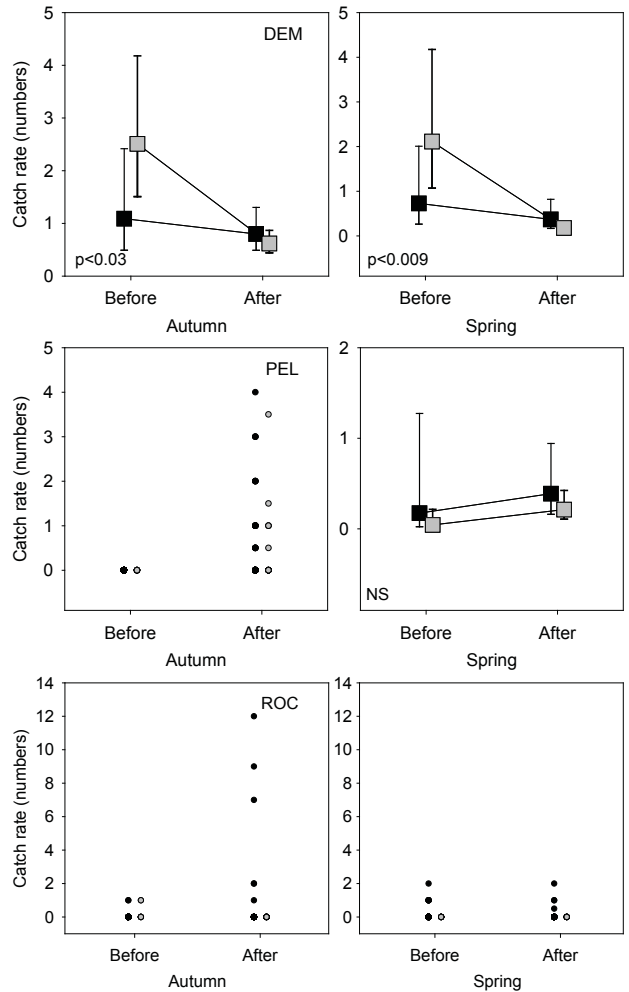 5
4
3
2
1
0
Catch rate (numbers)
DEM
p<0.03
Before
After
Autumn
5
4
3
2
1
0
p<0.009
Before
After
Spring
5
4
3
2
1
0
Catch rate (numbers)
PEL
Before
After
Autumn
2
1
0
NS
Before
After
Spring
14
12
10
8
6
4
2
0
Catch rate (numbers)
ROC
Before
After
Autumn
14
12
10
8
6
4
2
0
Before
After
Spring